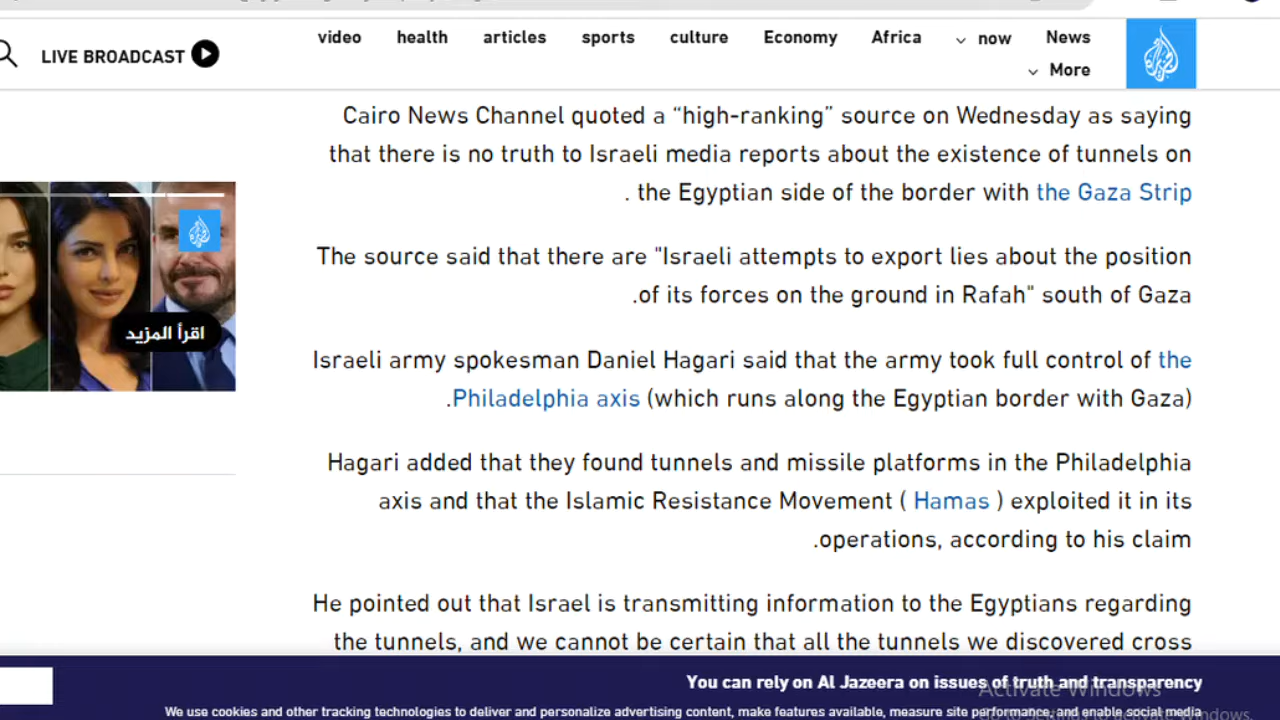 LIVE BROADCAST
video health articles sports culture Economy Africa now News
More
Cairo News Channel quoted a “high-ranking” source on Wednesday as saying
that there is no truth to Israeli media reports about the existence of tunnels on
. the Egyptian side of the border with the Gaza Strip
The source said that there are "Israeli attempts to export lies about the position
.of its forces on the ground in Rafah" south of Gaza
Israeli army spokesman Daniel Hagari said that the army took full control of the
.Philadelphia axis (which runs along the Egyptian border with Gaza)
Hagari added that they found tunnels and missile platforms in the Philadelphia
axis and that the Islamic Resistance Movement ( Hamas ) exploited it in its
.operations, according to his claim
He pointed out that Israel is transmitting information to the Egyptians regarding
the tunnels, and we cannot be certain that all the tunnels we discovered cross
اقرأ المزيد
You can rely on Al Jazeera on issues of truth and transparency
Activate Windows
We use cookies and other tracking technologies to deliver and personalize advertising content, make features available, measure site performance, and enable social media